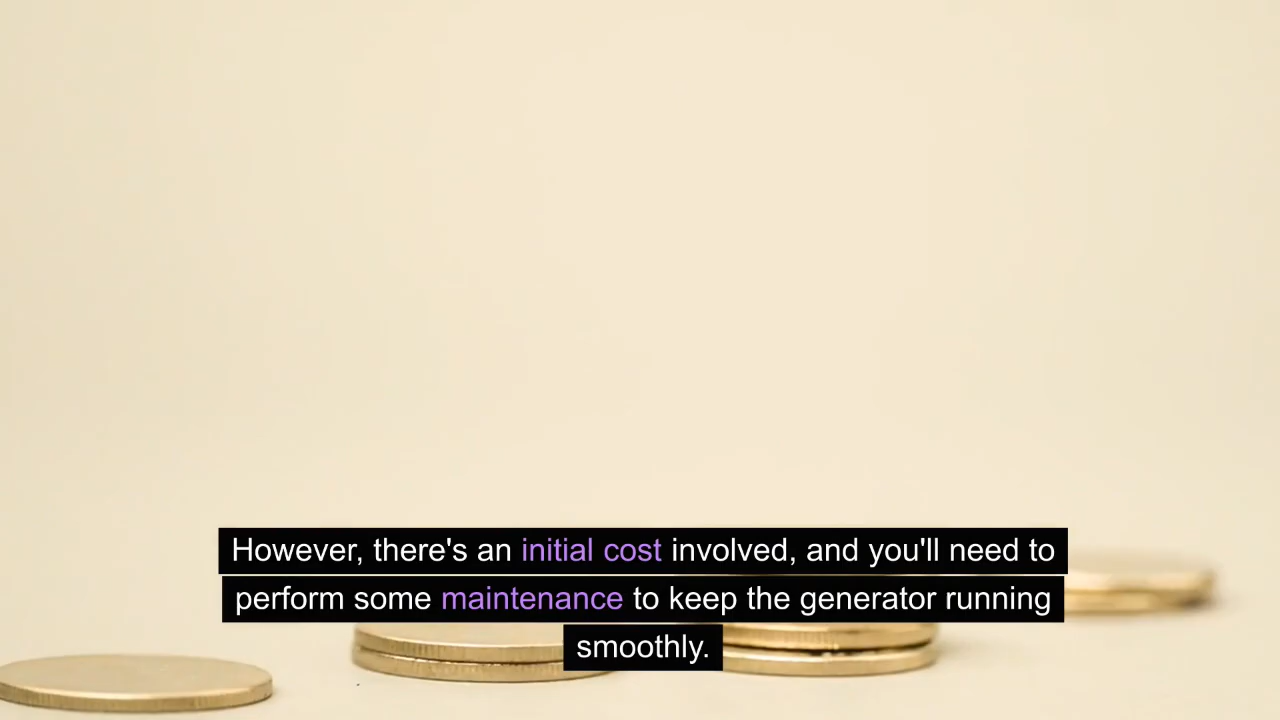 However, there's an initial cost involved, and you'll need to
perform some maintenance to keep the generator running
smoothly.